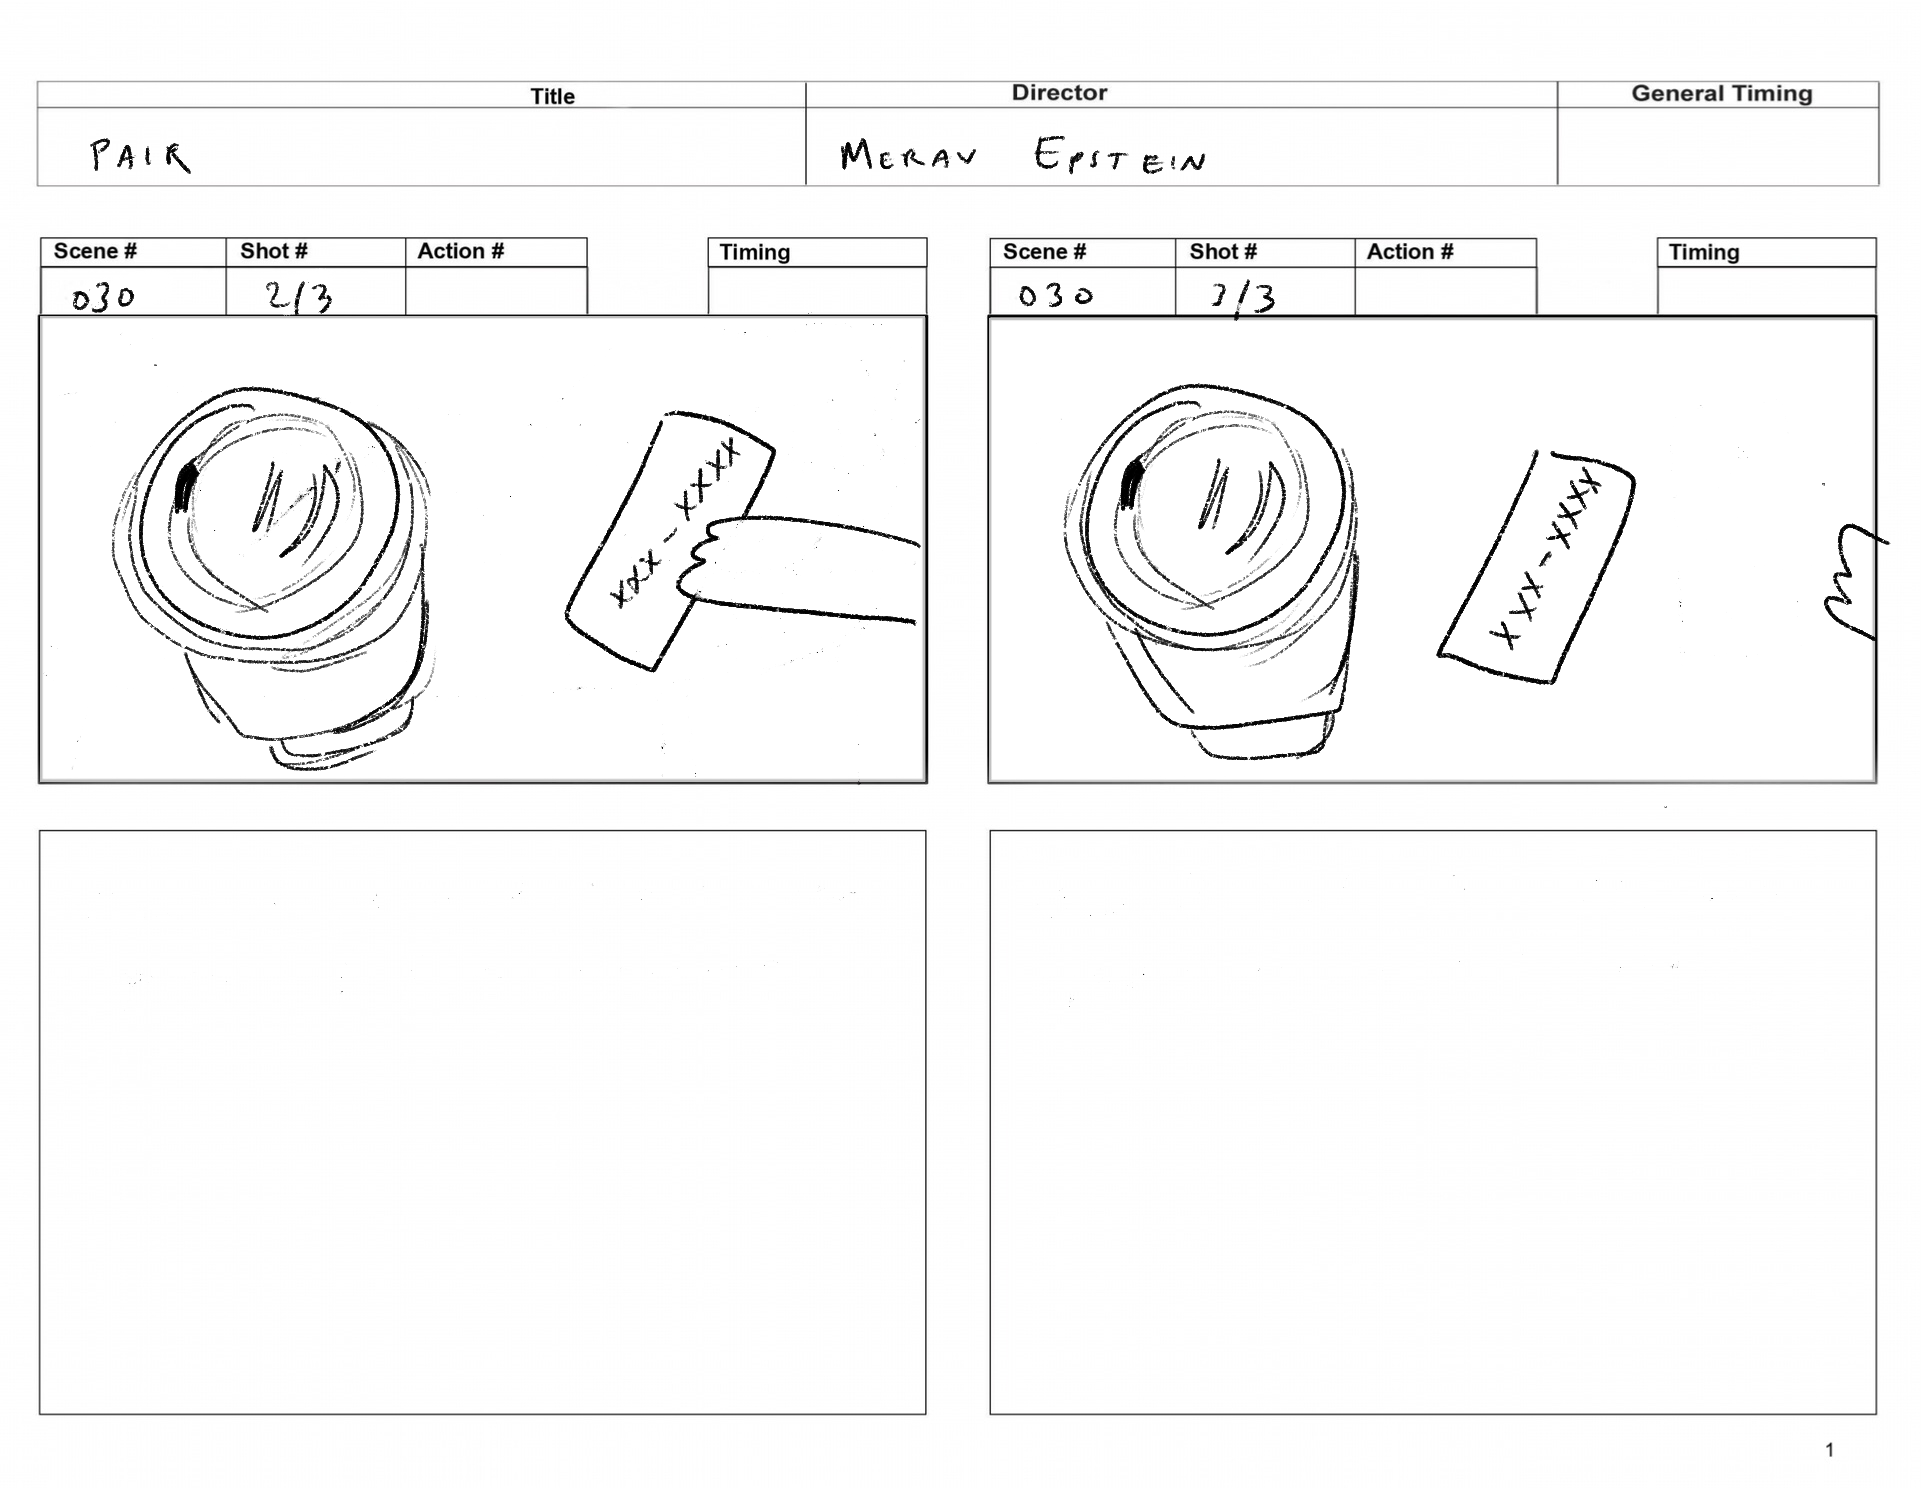 Title
Director
General Timing
PAIR
MERAV EPSTEIN
Scene #
Shot #
Action #
Timing
030
2/3
xxx - xxxx
Scene #
Shot #
Action #
Timing
030
3/3
xxx - xxxx
1